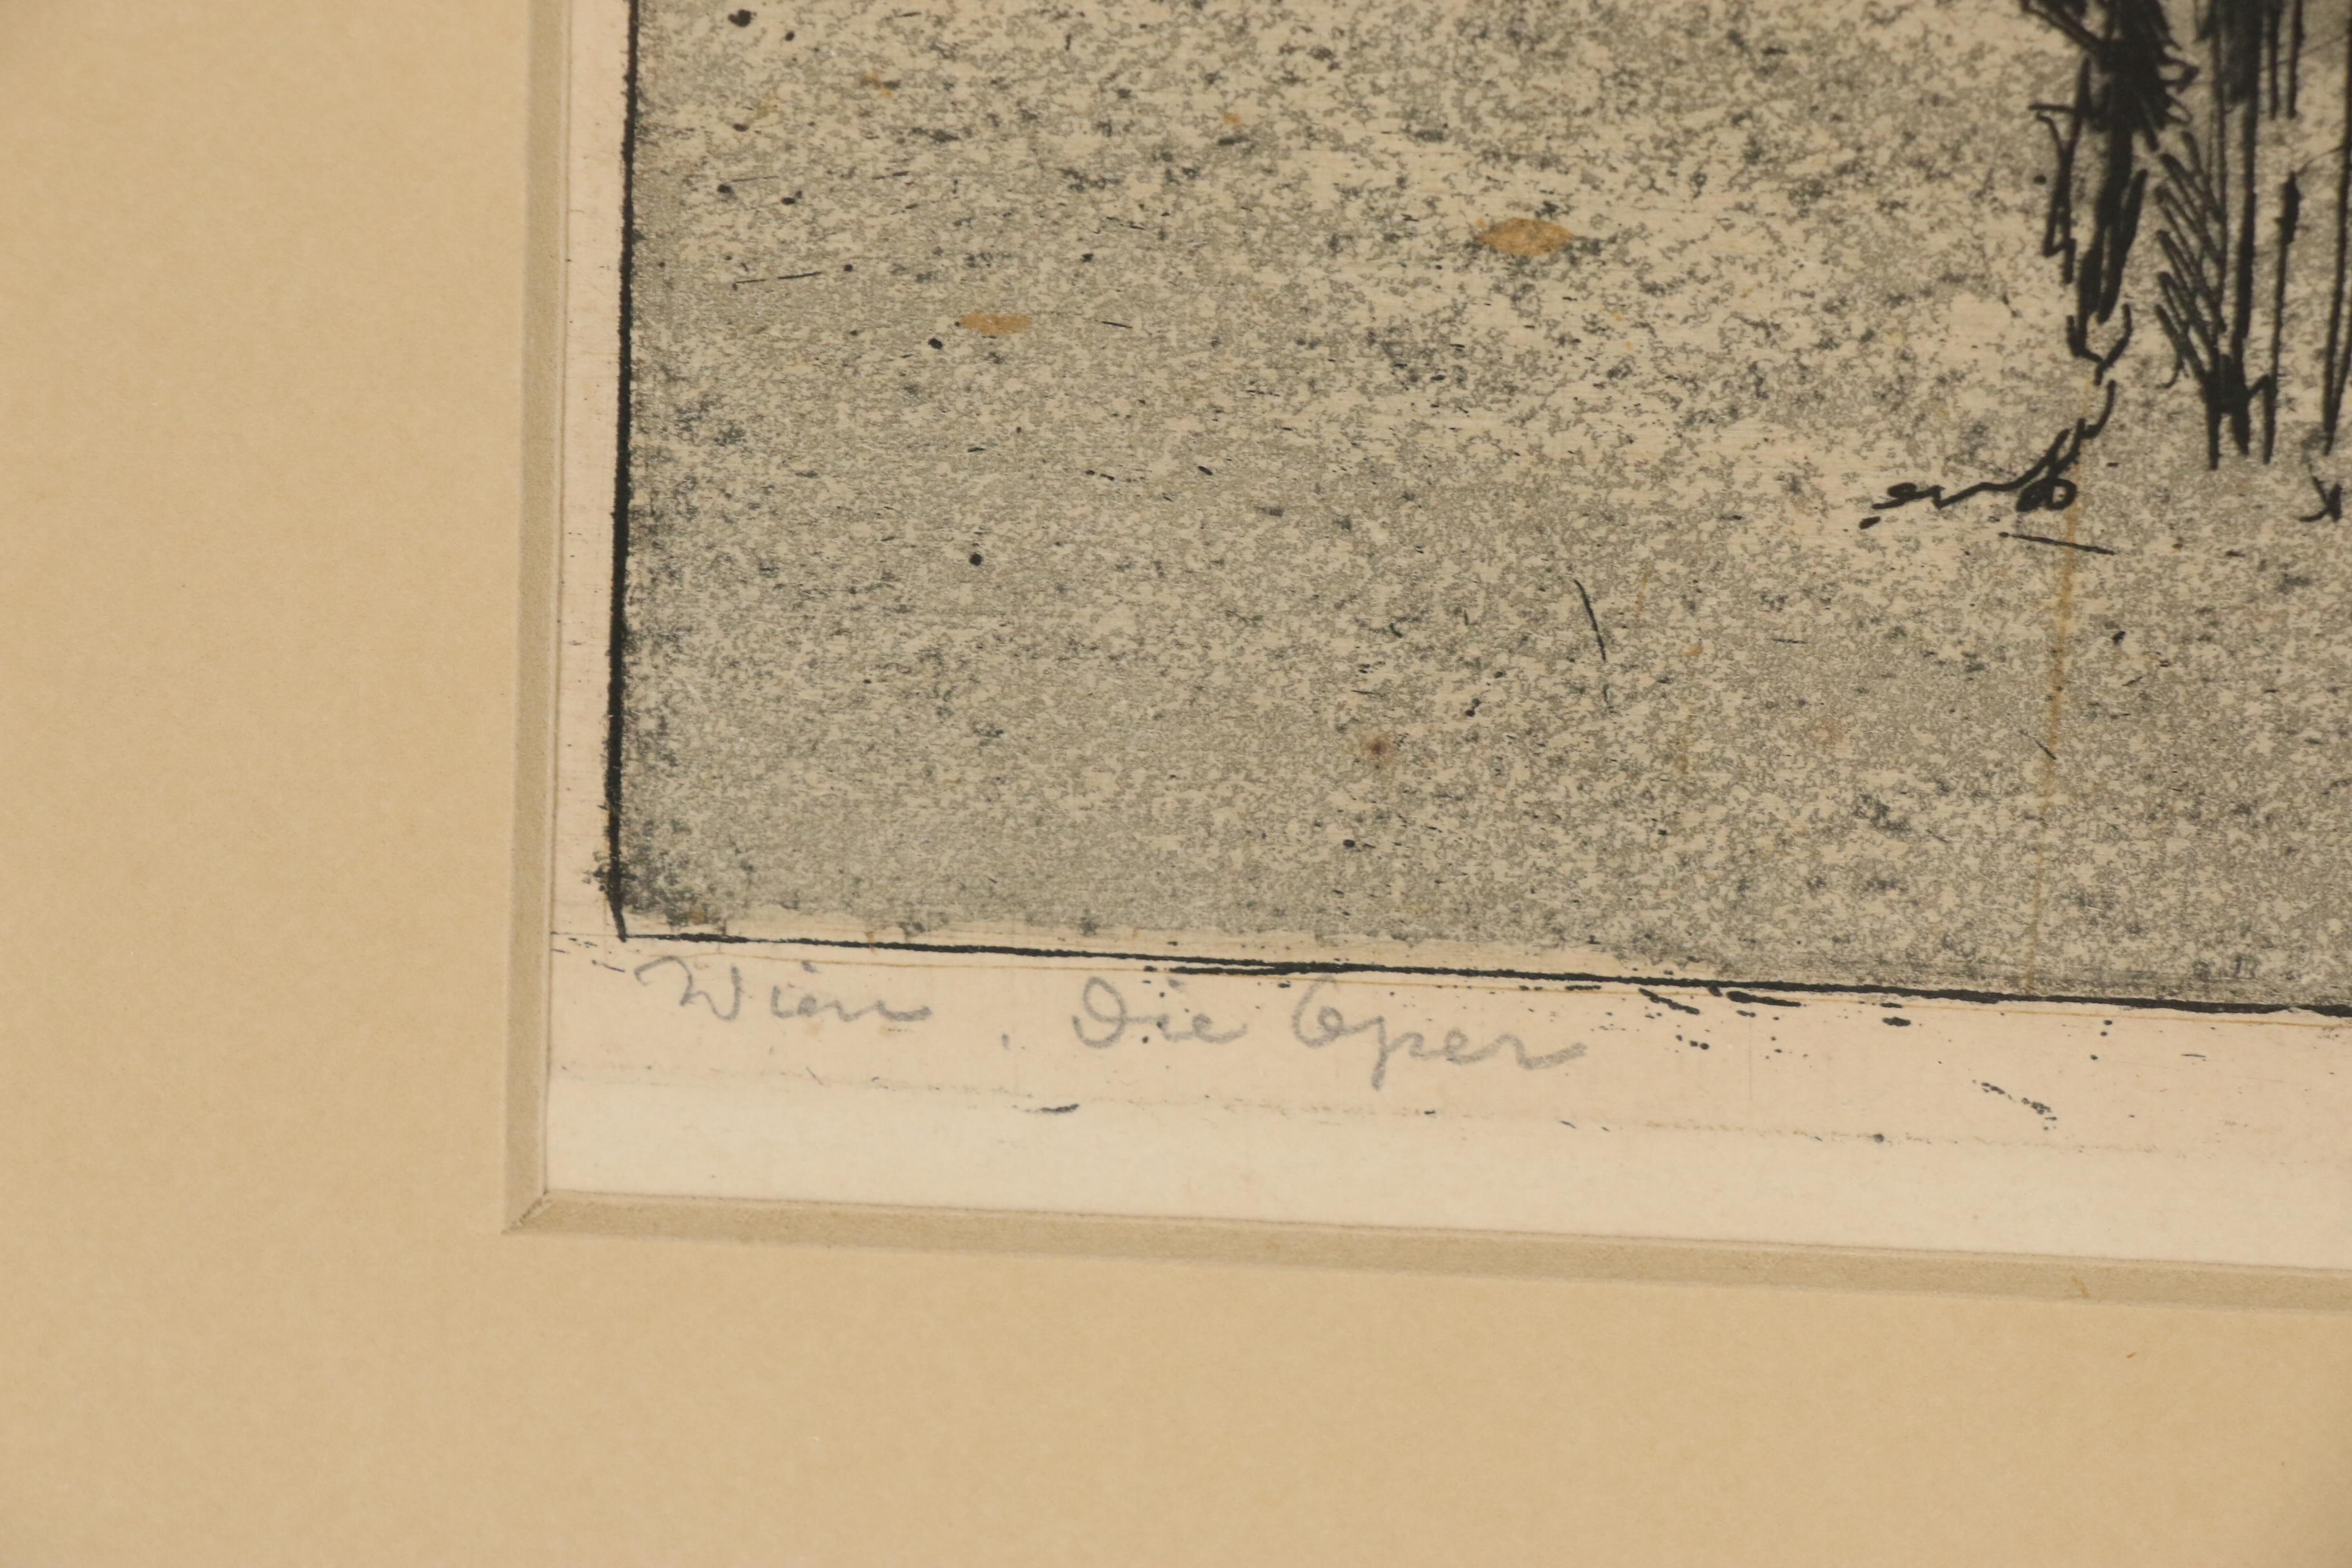 Wien . Die Oper